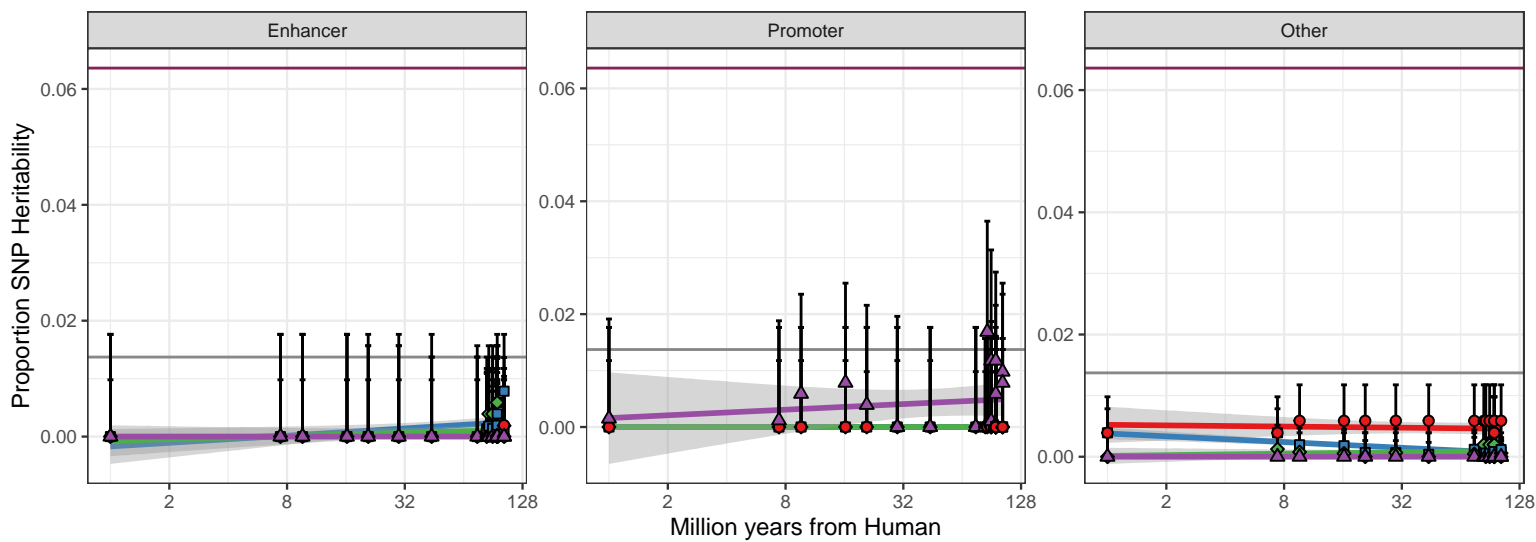 Enhancer
Promoter
Other
Proportion SNP Heritability
0.06
0.04
0.02
0.00
0.06
0.04
0.02
0.00
0.06
0.04
0.02
0.00
2 8 32 128
2 8 32 128
2 8 32 128
Million years from Human